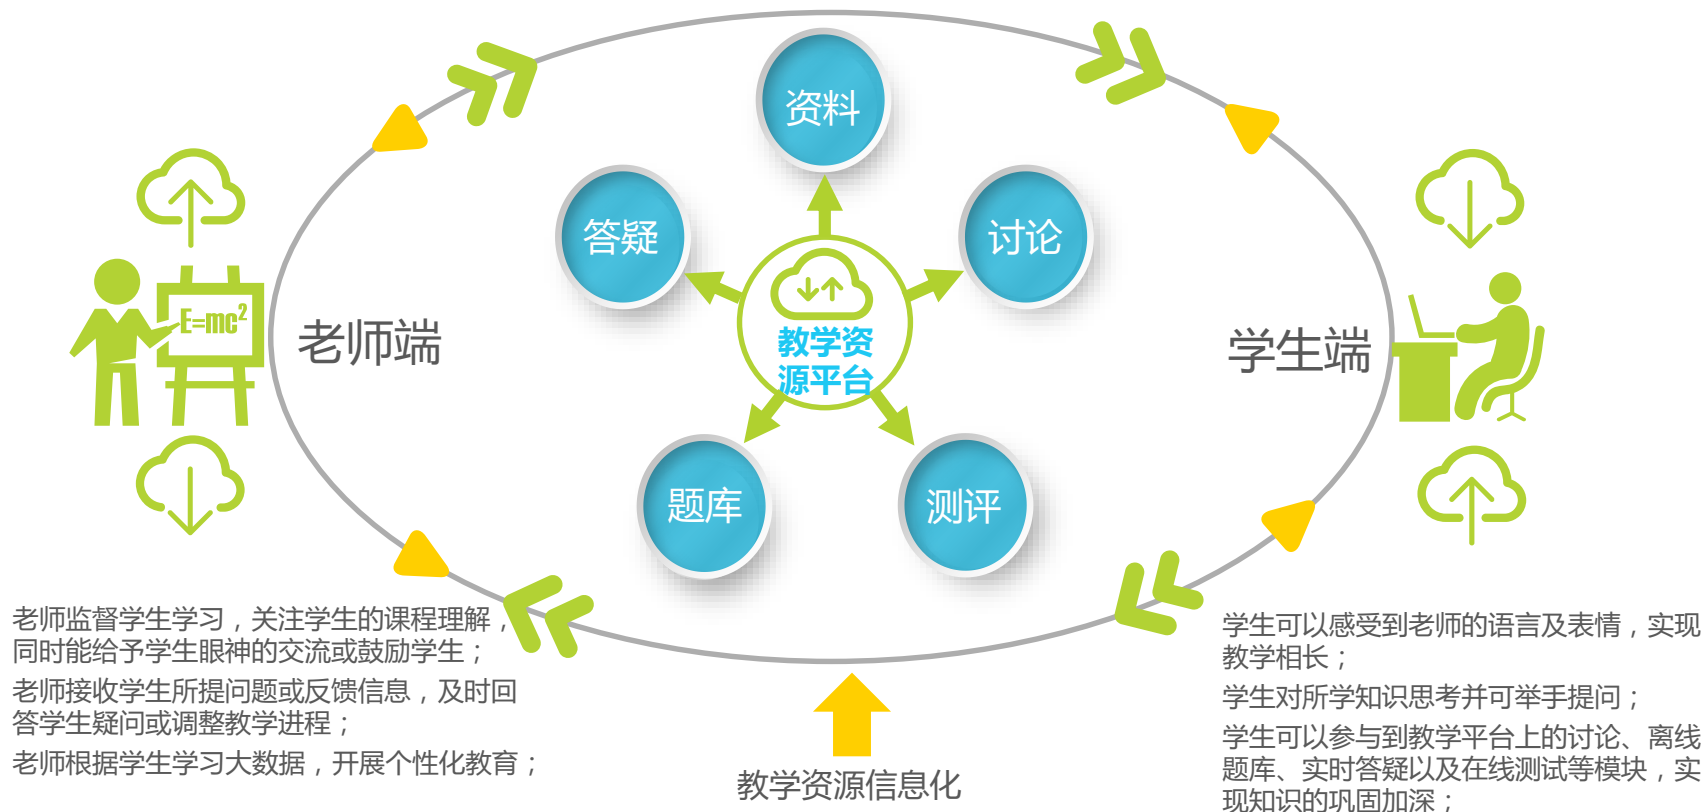 资料
答疑
讨论
E=mc²
老师端
教学资
源平台
学生端
题库
测评
老师监督学生学习，关注学生的课程理解，
同时能给予学生眼神的交流或鼓励学生；
老师接收学生所提问题或反馈信息，及时回
答学生疑问或调整教学进程；
老师根据学生学习大数据，开展个性化教育；
教学资源信息化
学生可以感受到老师的语言及表情，实现
教学相长；
学生对所学知识思考并可举手提问；
学生可以参与到教学平台上的讨论、离线
题库、实时答疑以及在线测试等模块，实
现知识的巩固加深；